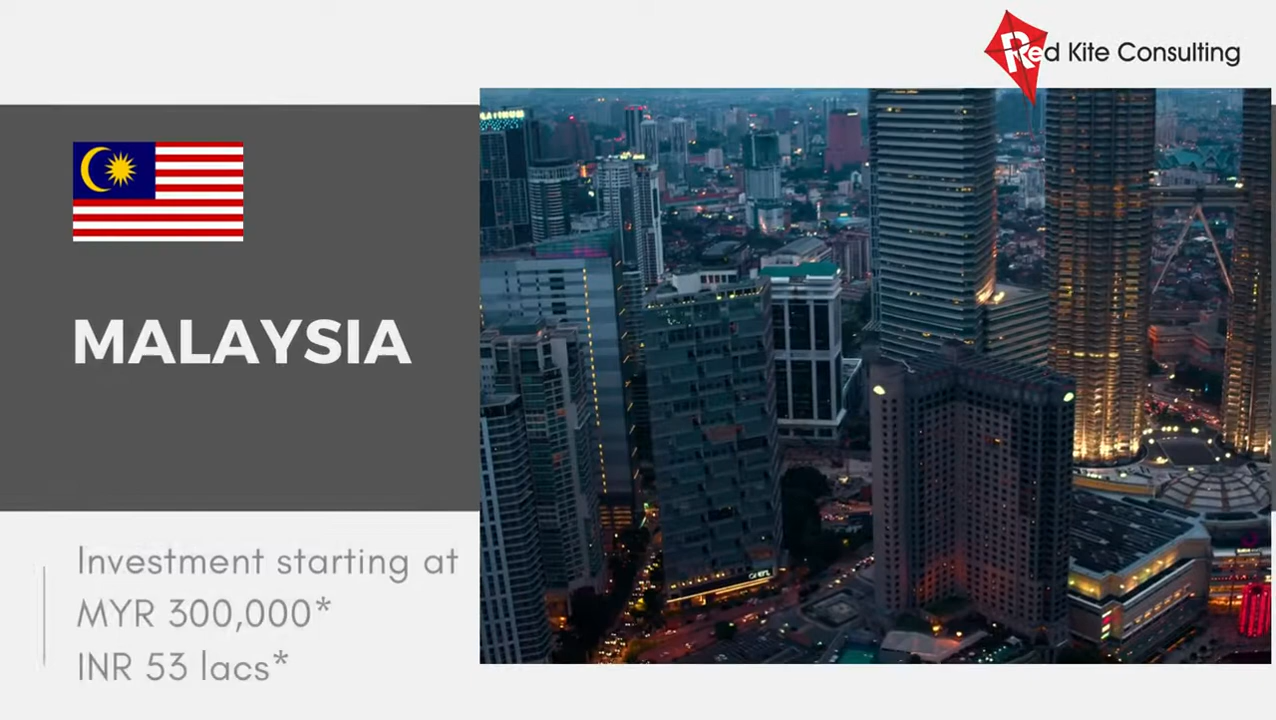 Red Kite Consulting
MALAYSIA
Investment starting at
MYR 300,000*
INR 53 lacs*